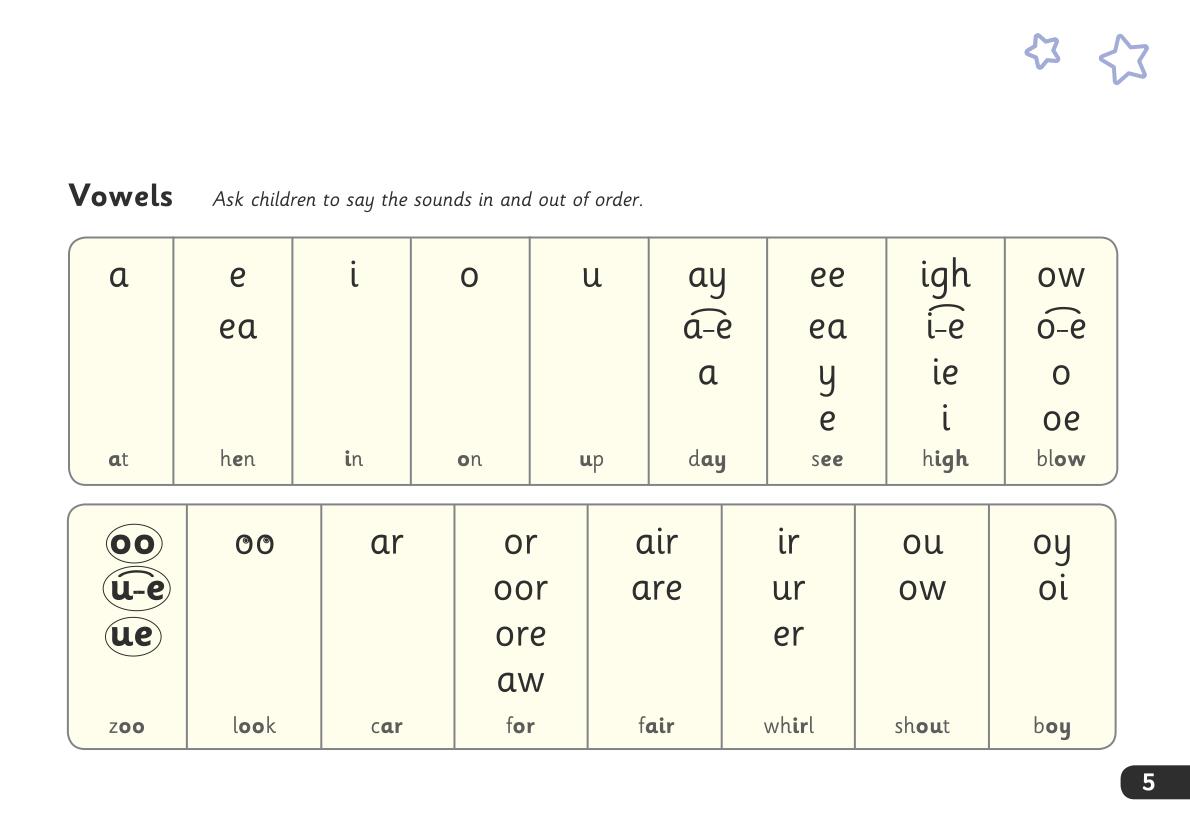 Vowels Ask children to say the sounds in and out of order.
a e i o u ay ee igh ow
ea a–e ea i–e o–e
a y ie o
e i oe
at hen in on up day see high blow
oo oo ar or air ir ou oy
u–e oor are ur ow oi
ue ore er
aw
zoo look car for fair whirl shout boy
5